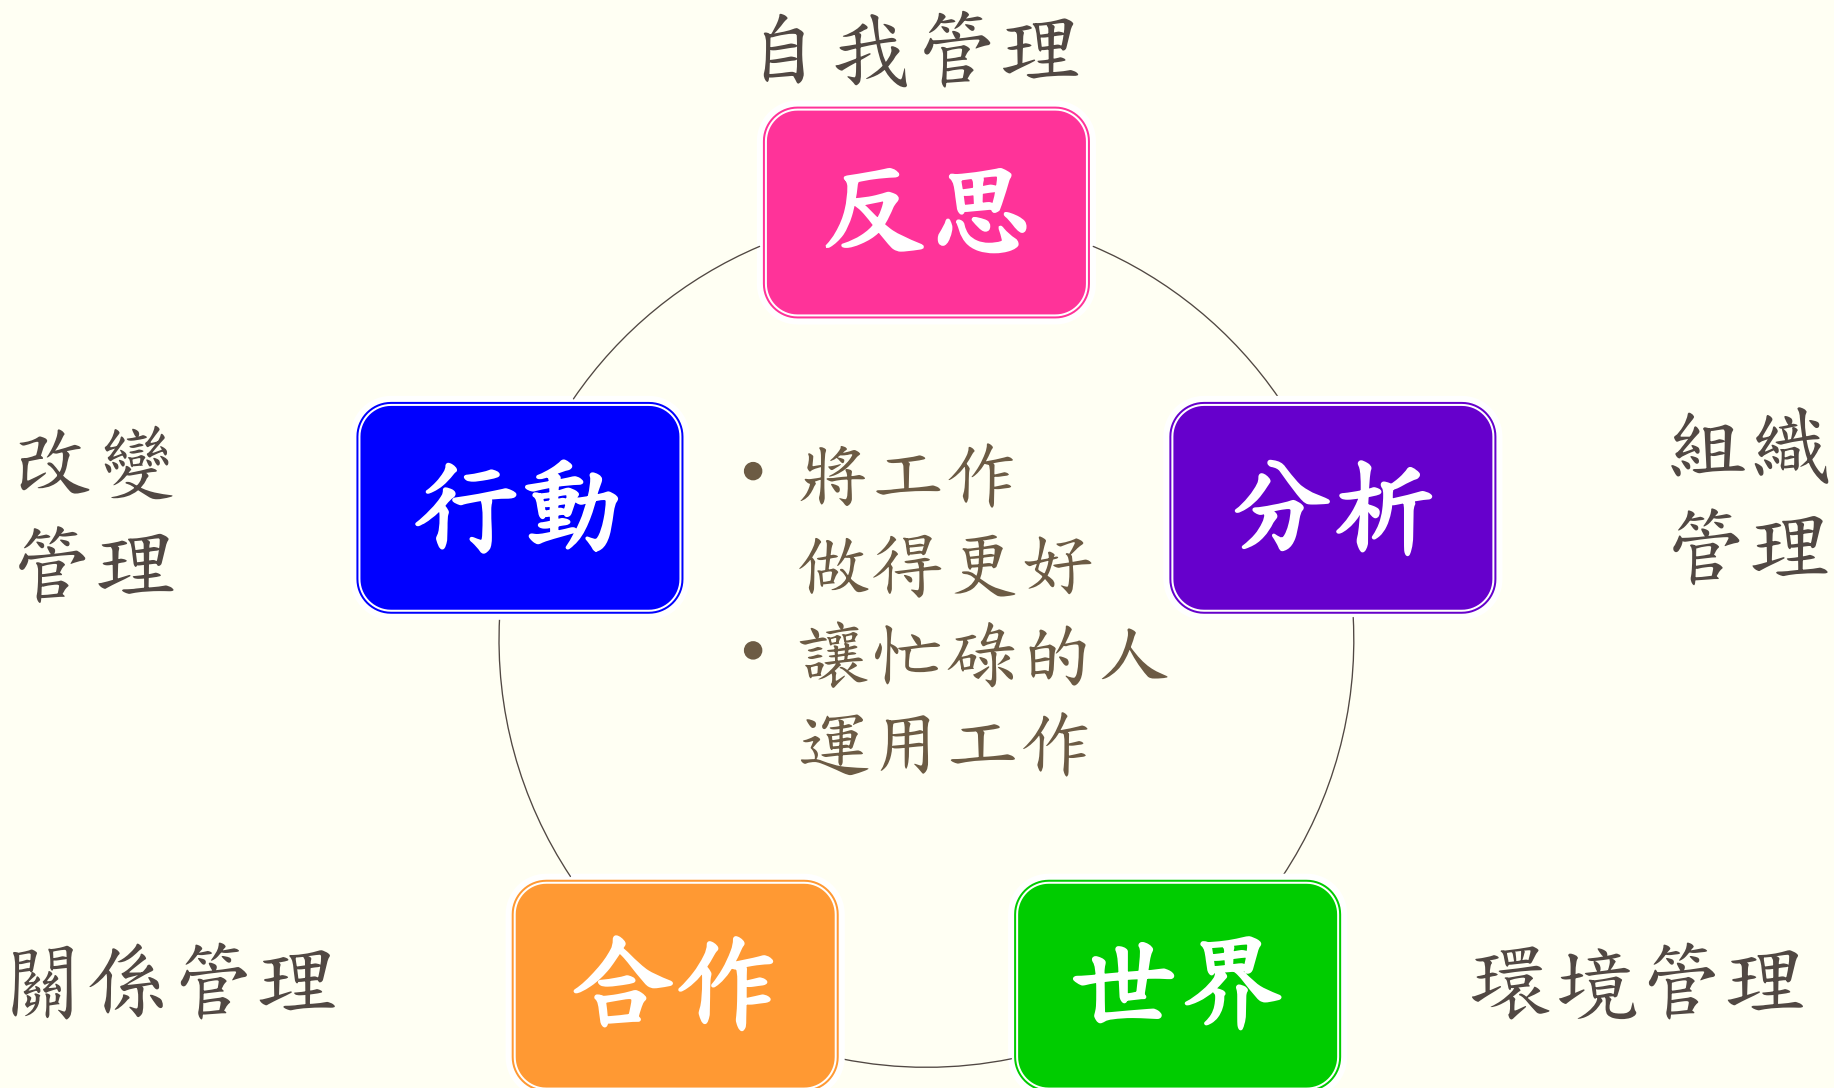 自我管理
反思
改變
管理
行動
• 將工作
做得更好
• 讓忙碌的人
運用工作
分析
組織
管理
關係管理
合作
世界
環境管理